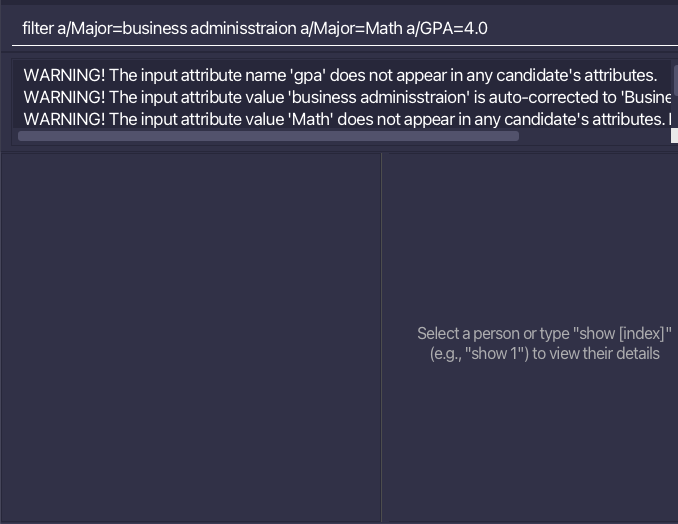 filter a/Major=business adminisstraion a/Major=Math a/GPA=4.0
WARNING! The input attribute name 'gpa' does not appear in any candidate's attributes.
WARNING! The input attribute value 'business adminisstraion' is auto-corrected to 'Busine
WARNING! The input attribute value 'Math' does not appear in any candidate's attributes.
Select a person or type "show [index]"
(e.g., "show 1") to view their details